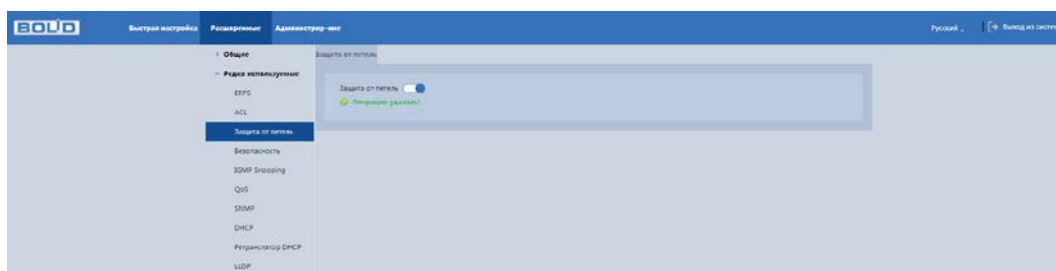 BOLID Быстрая настройка Расширенные Администрир-ние Русский Выход из систем
Общие Защита от петель
Редко используемые
Защита от петель
ERPS
Операция удалась!
ACL
Защита от петель
Безопасность
IGMP Snooping
QoS
SNMP
DHCP
Ретранслятор DHCP
LLDP